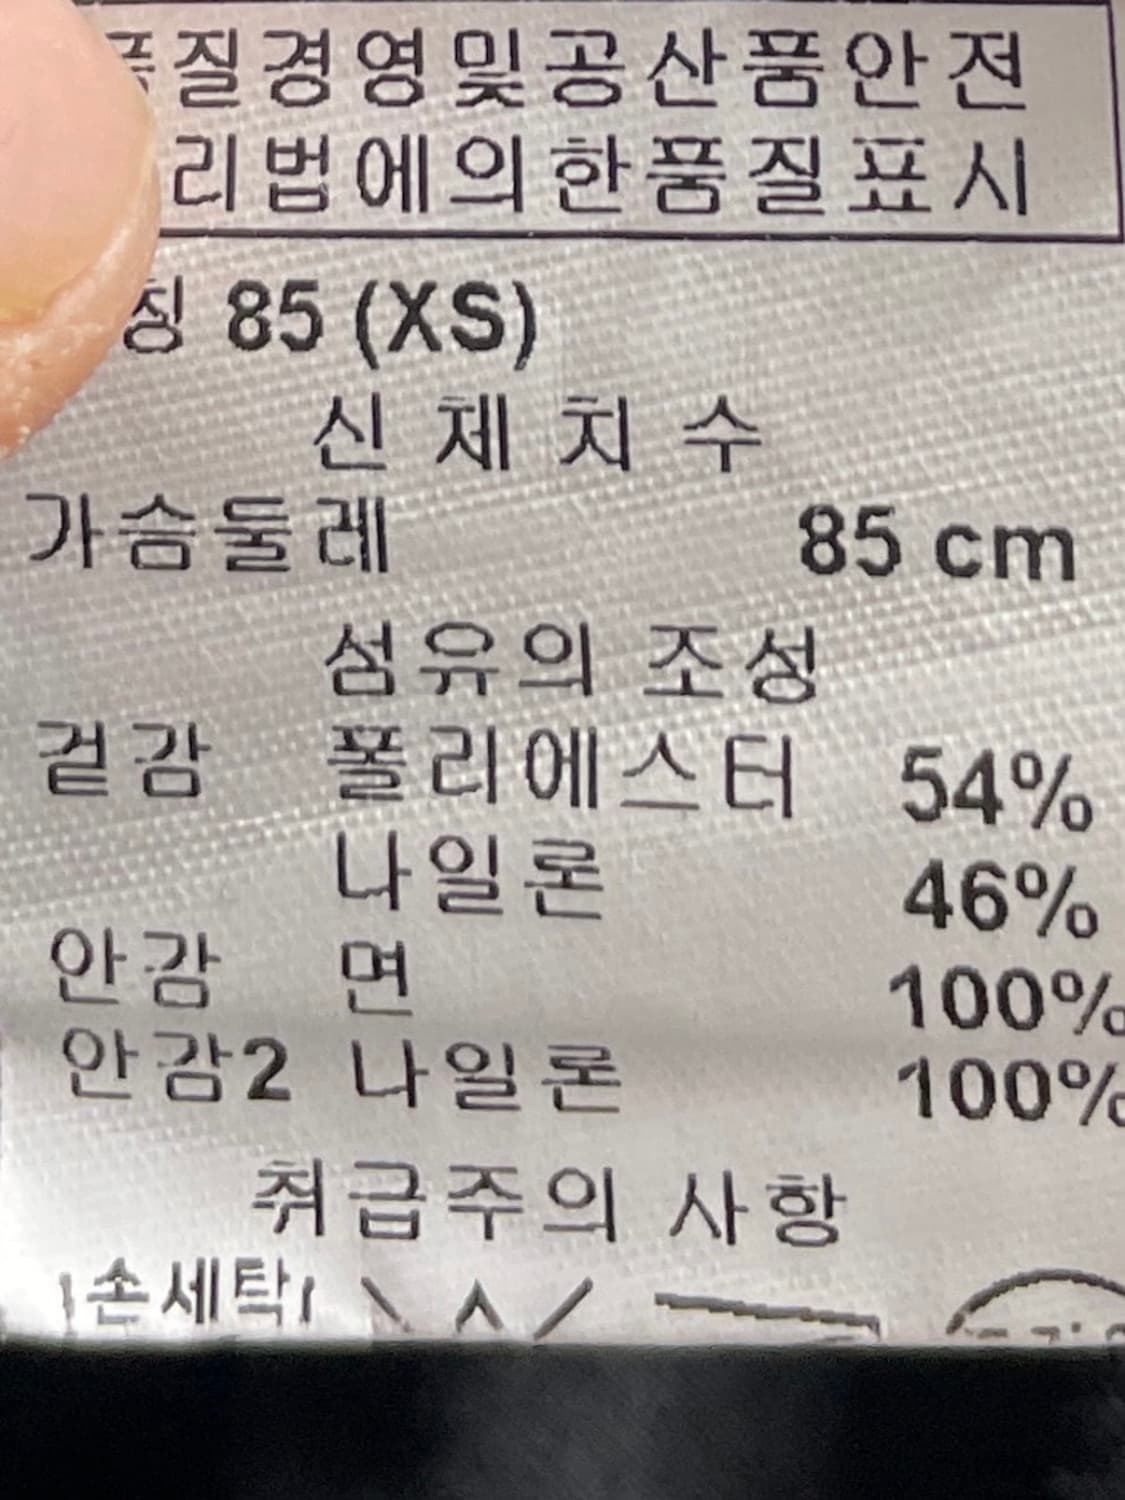 품질경영및공산품안전
리법에의한품질표시
칭 85 (XS)
신체치수
가슴둘레 85 cm
섬유의 조성
겉감 폴리에스터 54%
나일론 46%
안감 면 100%
안감2 나일론 100%
취급주의 사항
손세탁